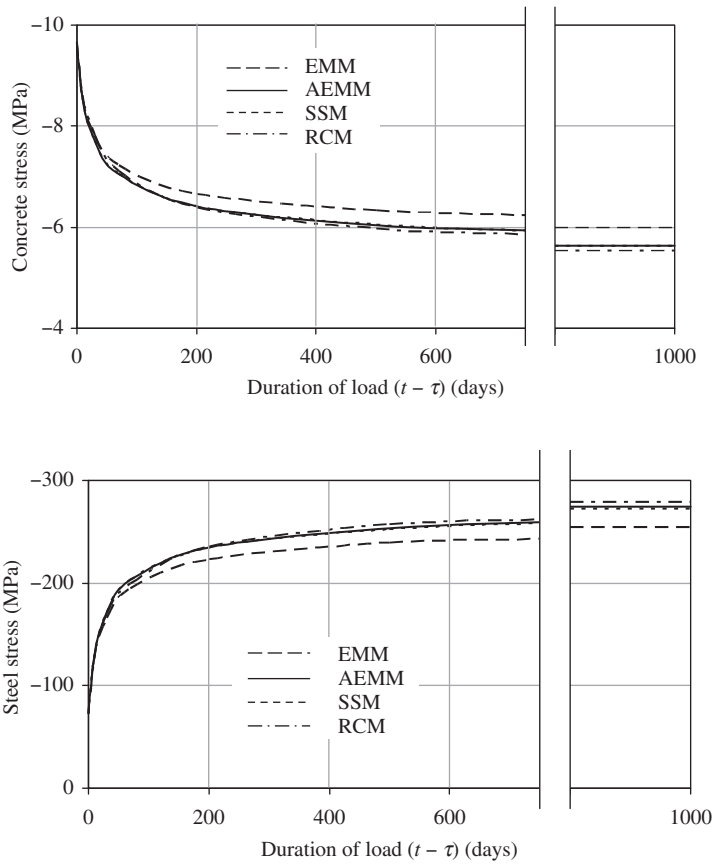 −10
−8
−6
−4
Concrete stress (MPa)
EMM
AEMM
SSM
RCM
0
200
400
600
1000
Duration of load (t − τ) (days)
−300
−200
−100
0
Steel stress (MPa)
EMM
AEMM
SSM
RCM
0
200
400
600
1000
Duration of load (t − τ) (days)